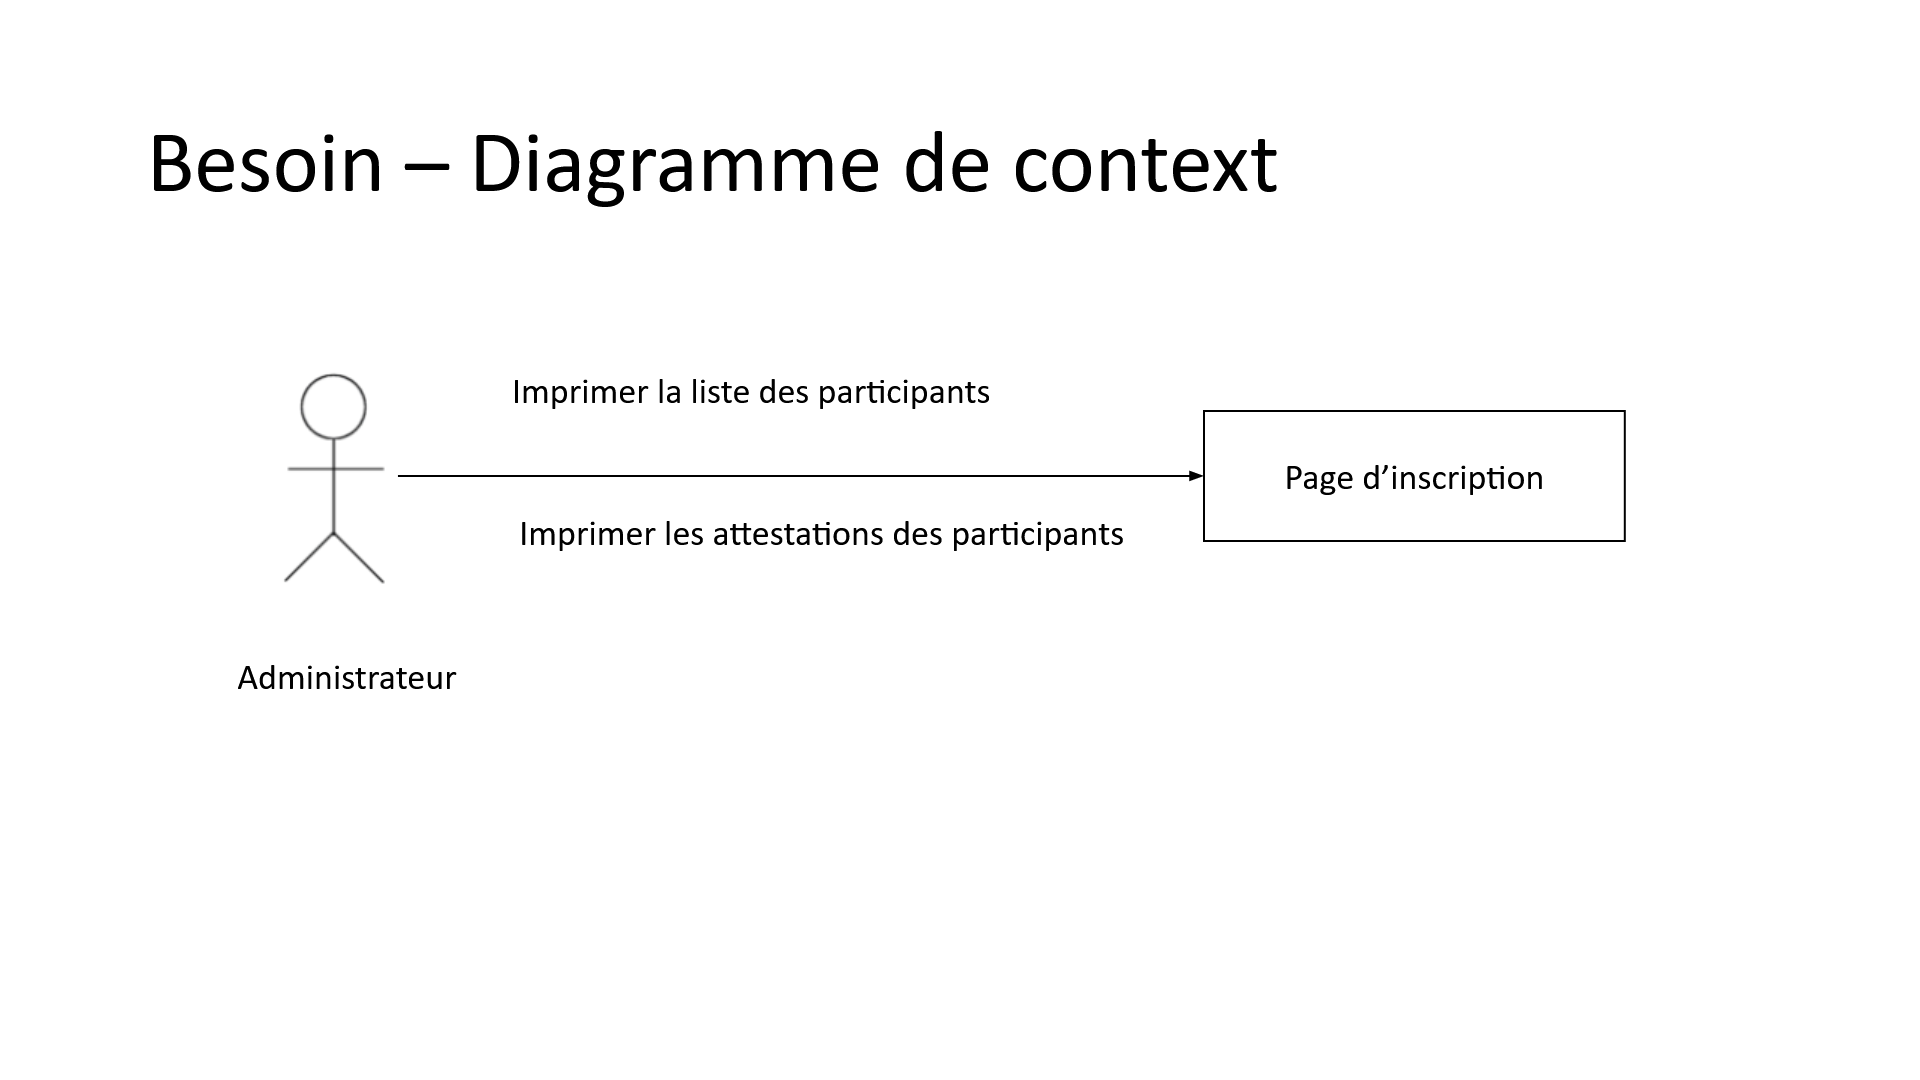 Besoin – Diagramme de context
Imprimer la liste des participants
Page d’inscription
Imprimer les attestations des participants
Administrateur